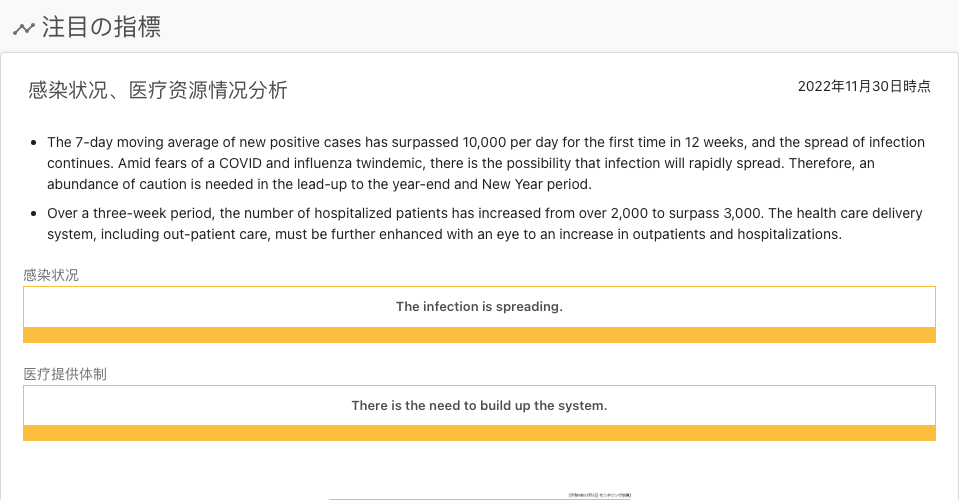 注目の指標
感染状况、医疗资源情况分析
2022年11月30日時点
The 7-day moving average of new positive cases has surpassed 10,000 per day for the first time in 12 weeks, and the spread of infection
continues. Amid fears of a COVID and influenza twindemic, there is the possibility that infection will rapidly spread. Therefore, an
abundance of caution is needed in the lead-up to the year-end and New Year period.
Over a three-week period, the number of hospitalized patients has increased from over 2,000 to surpass 3,000. The health care delivery
system, including out-patient care, must be further enhanced with an eye to an increase in outpatients and hospitalizations.
感染状况
The infection is spreading.
医疗提供体制
There is the need to build up the system.